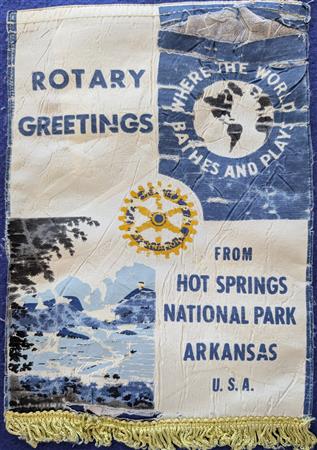 ROTARY
GREETINGS
WHERE THE WORLD
BATHES AND PLAYS
FROM
HOT SPRINGS
NATIONAL PARK
ARKANSAS
U.S.A.